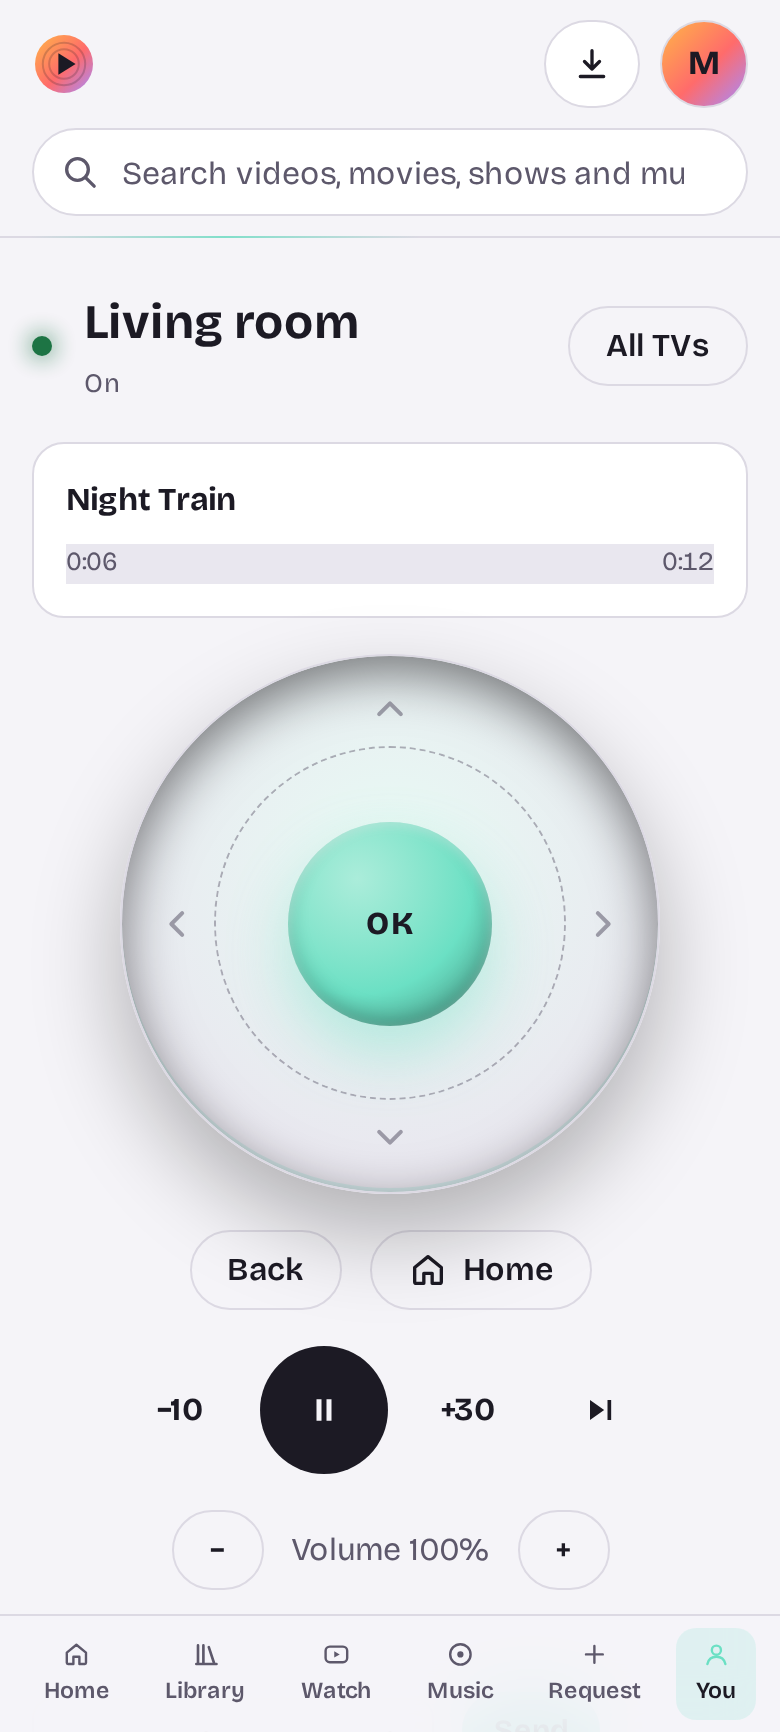 M
Search videos, movies, shows and mu
Living room
On
All TVs
Night Train
0:06 0:12
OK
Back Home
−10 +30
− Volume 100% +
Send
Home Library Watch Music Request You